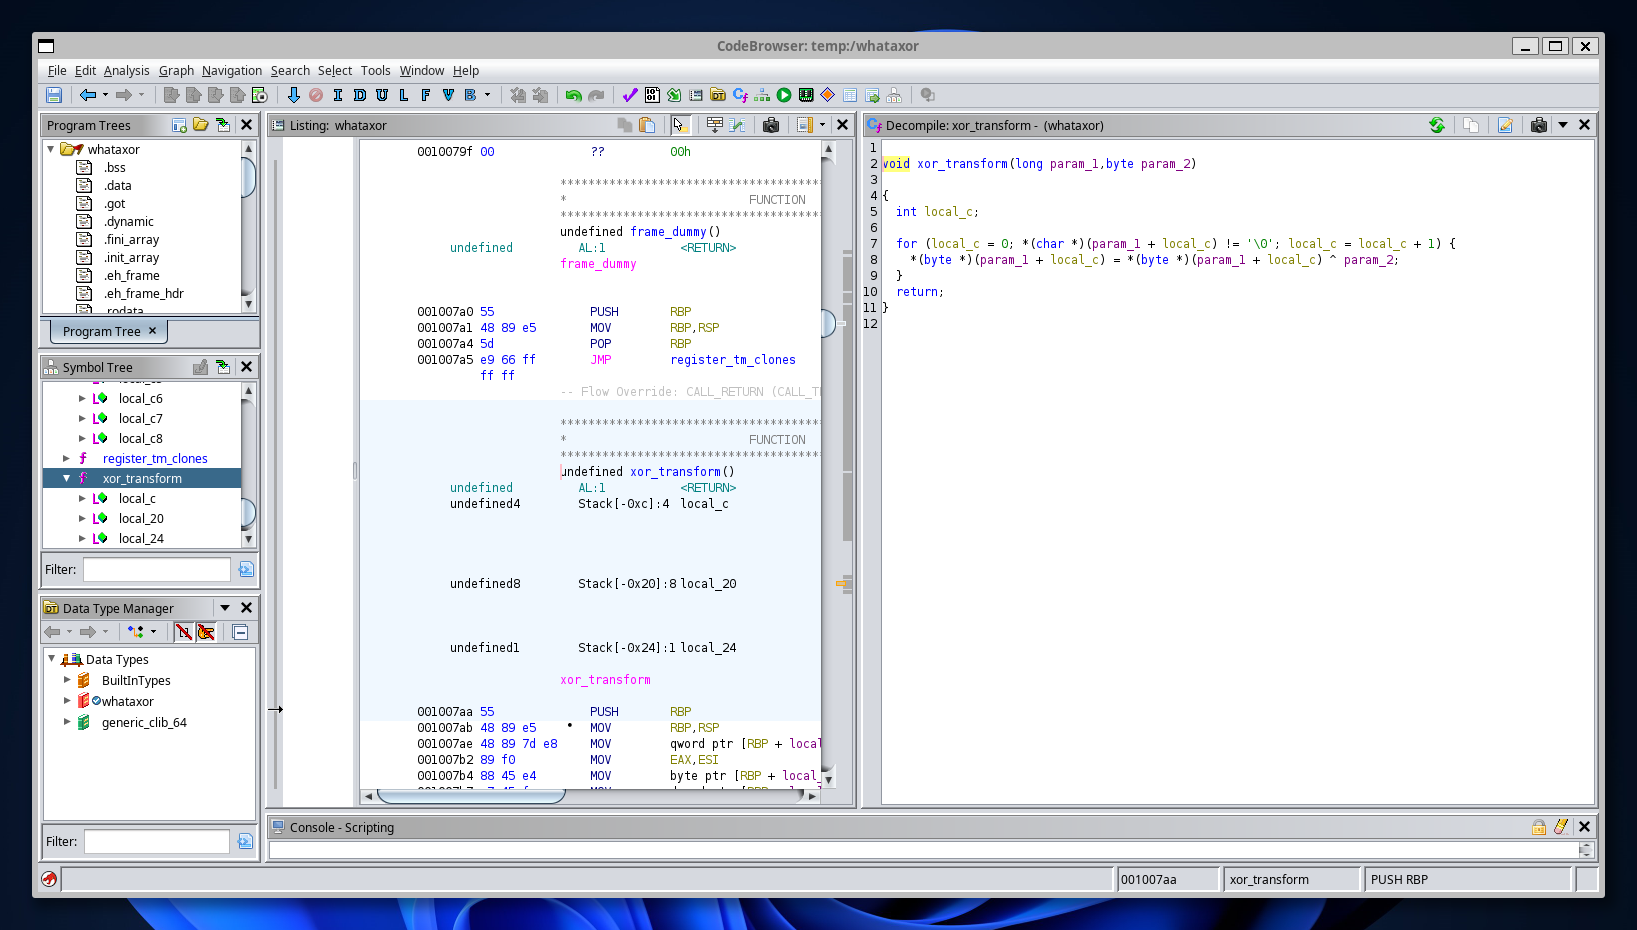 CodeBrowser: temp:/whataxor
File Edit Analysis Graph Navigation Search Select Tools Window Help
I D U L F V B
Program Trees
whataxor
.bss
.data
.got
.dynamic
.fini_array
.init_array
.eh_frame
.eh_frame_hdr
.rodata
Program Tree
Symbol Tree
local_c6
local_c7
local_c8
register_tm_clones
xor_transform
local_c
local_20
local_24
Filter:
Data Type Manager
Data Types
BuiltInTypes
whataxor
generic_clib_64
Filter:
Listing: whataxor
0010079f 00 ?? 00h
*************************************
* FUNCTION
*************************************
undefined frame_dummy()
undefined AL:1 <RETURN>
frame_dummy
001007a0 55 PUSH RBP
001007a1 48 89 e5 MOV RBP,RSP
001007a4 5d POP RBP
001007a5 e9 66 ff JMP register_tm_clones
ff ff
-- Flow Override: CALL_RETURN (CALL_T
*************************************
* FUNCTION
*************************************
undefined xor_transform()
undefined AL:1 <RETURN>
undefined4 Stack[-0xc]:4 local_c
undefined8 Stack[-0x20]:8 local_20
undefined1 Stack[-0x24]:1 local_24
xor_transform
001007aa 55 PUSH RBP
001007ab 48 89 e5 MOV RBP,RSP
001007ae 48 89 7d e8 MOV qword ptr [RBP + local
001007b2 89 f0 MOV EAX,ESI
001007b4 88 45 e4 MOV byte ptr [RBP + local_
Decompile: xor_transform - (whataxor)
1
2 void xor_transform(long param_1,byte param_2)
3
4 {
5 int local_c;
6
7 for (local_c = 0; *(char *)(param_1 + local_c) != '\0'; local_c = local_c + 1) {
8 *(byte *)(param_1 + local_c) = *(byte *)(param_1 + local_c) ^ param_2;
9 }
10 return;
11 }
12
Console - Scripting
001007aa xor_transform PUSH RBP